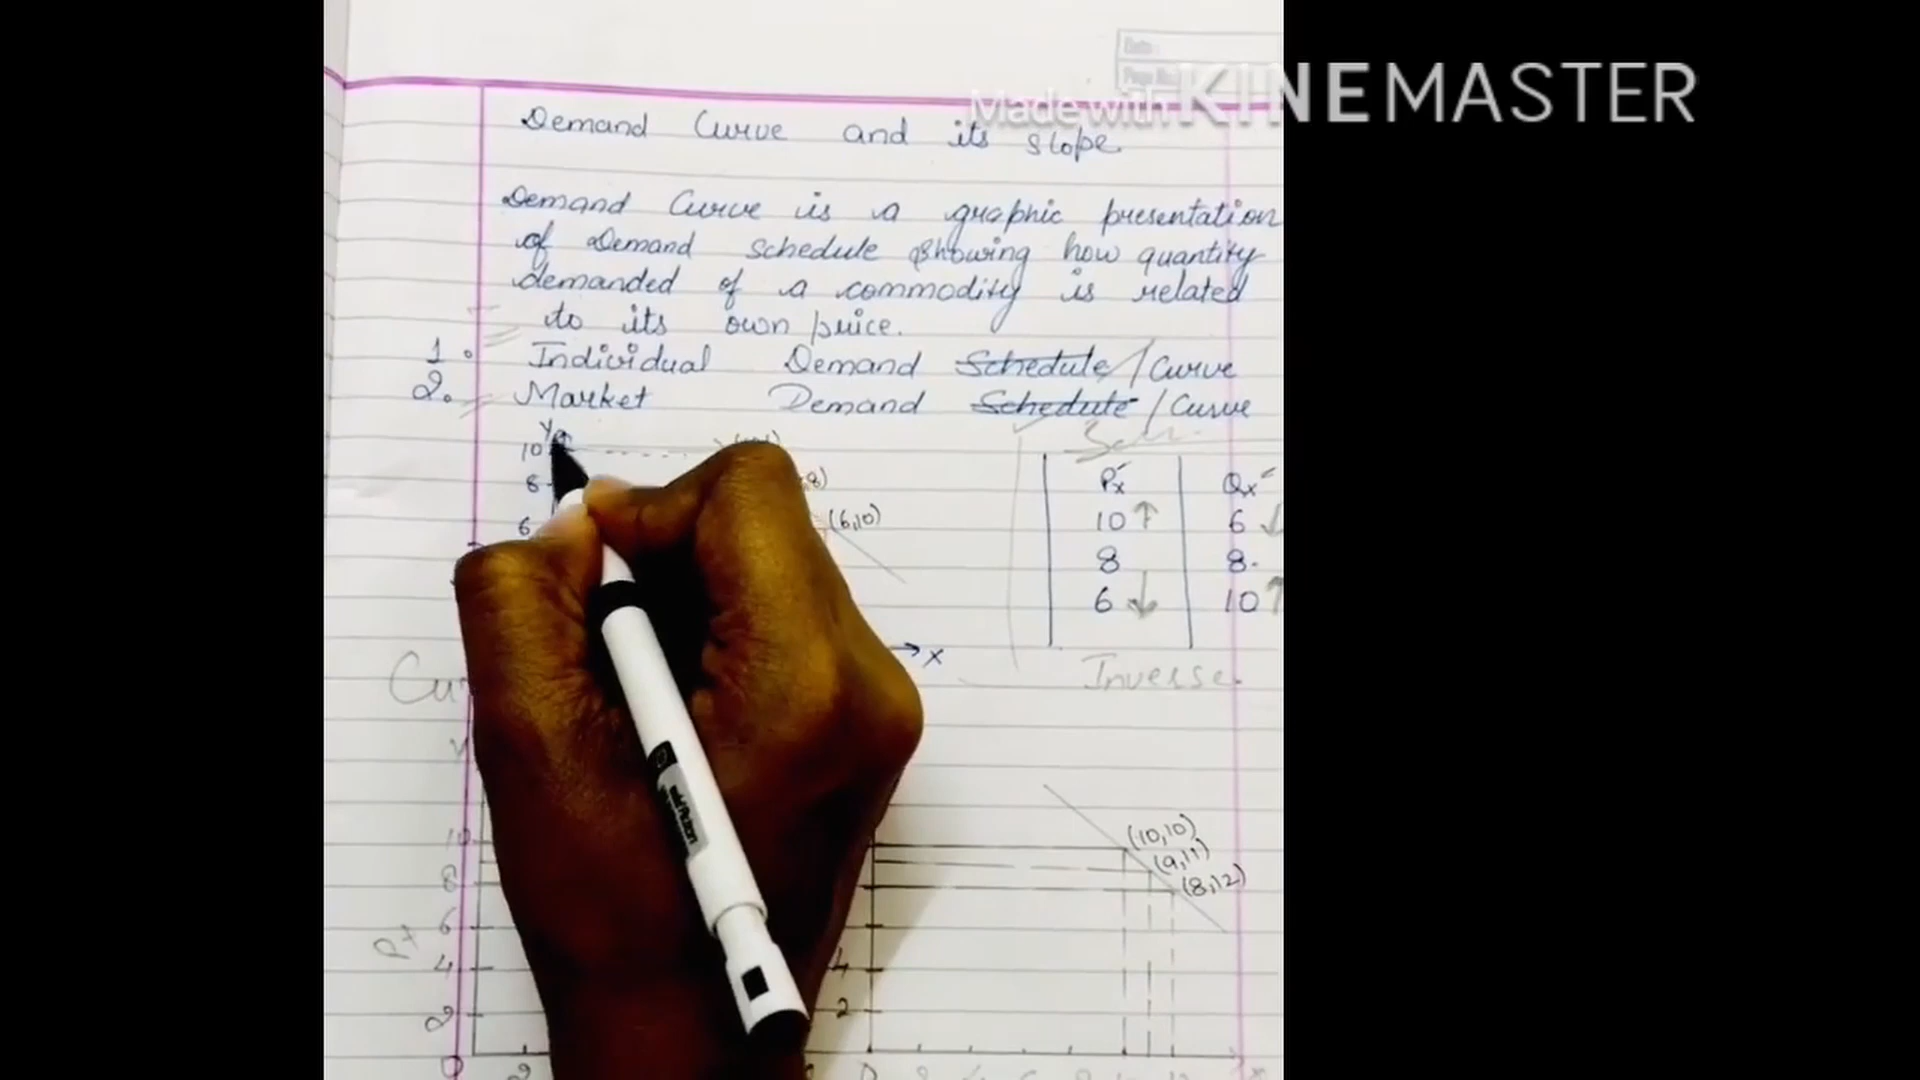 Made with KINEMASTER
Demand Curve and its slope.
Demand Curve is a graphic presentation
of Demand schedule showing how quantity
demanded of a commodity is related
to its own price.
1. Individual Demand Schedule / Curve
2. Market Demand Schedule / Curve
Y
10
8
6
(6,10)
X
Px Qx
10 6
8 8.
6 10
Inverse.
10
8
6
4
2
0
Px
4
2
(10,10)
(9,11)
(8,12)